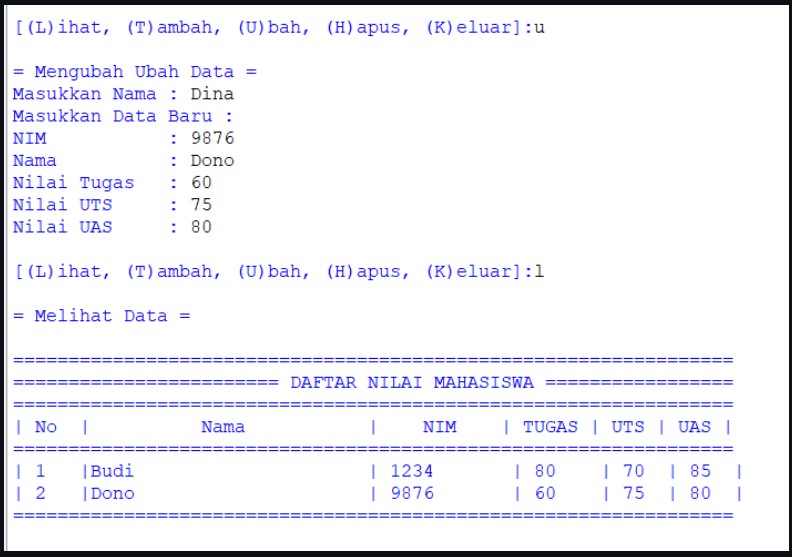 [(L)ihat, (T)ambah, (U)bah, (H)apus, (K)eluar]:u
= Mengubah Ubah Data =
Masukkan Nama : Dina
Masukkan Data Baru :
NIM : 9876
Nama : Dono
Nilai Tugas : 60
Nilai UTS : 75
Nilai UAS : 80
[(L)ihat, (T)ambah, (U)bah, (H)apus, (K)eluar]:l
= Melihat Data =
=================================================================
======================== DAFTAR NILAI MAHASISWA =================
=================================================================
| No | Nama | NIM | TUGAS | UTS | UAS |
=================================================================
| 1 |Budi | 1234 | 80 | 70 | 85 |
| 2 |Dono | 9876 | 60 | 75 | 80 |
=================================================================